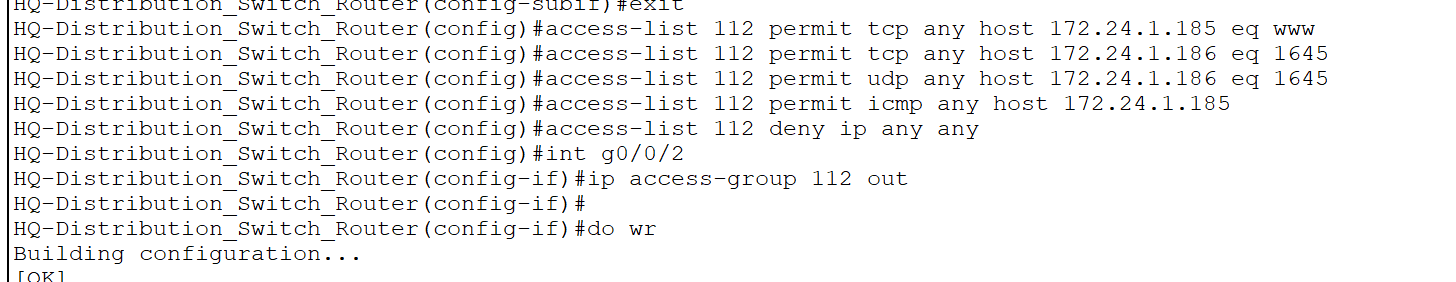 HQ-Distribution_Switch_Router(config-subif)#exit
HQ-Distribution_Switch_Router(config)#access-list 112 permit tcp any host 172.24.1.185 eq www
HQ-Distribution_Switch_Router(config)#access-list 112 permit tcp any host 172.24.1.186 eq 1645
HQ-Distribution_Switch_Router(config)#access-list 112 permit udp any host 172.24.1.186 eq 1645
HQ-Distribution_Switch_Router(config)#access-list 112 permit icmp any host 172.24.1.185
HQ-Distribution_Switch_Router(config)#access-list 112 deny ip any any
HQ-Distribution_Switch_Router(config)#int g0/0/2
HQ-Distribution_Switch_Router(config-if)#ip access-group 112 out
HQ-Distribution_Switch_Router(config-if)#
HQ-Distribution_Switch_Router(config-if)#do wr
Building configuration...
[OK]